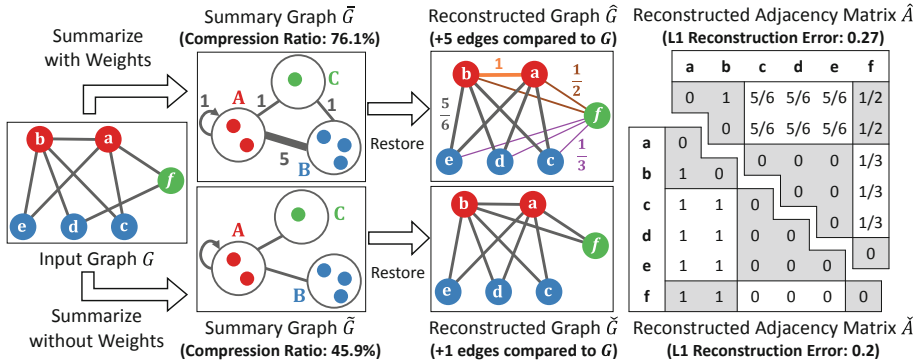 Summarize
with Weights
Summary Graph G̅
(Compression Ratio: 76.1%)
A
C
B
1
1
1
5
Restore
Reconstructed Graph Ĝ
(+5 edges compared to G)
1
b
a
f
e
d
c
1/2
5/6
1/3
Reconstructed Adjacency Matrix Â
(L1 Reconstruction Error: 0.27)
a b c d e f
0 1 5/6 5/6 5/6 1/2
0 5/6 5/6 5/6 1/2
0 0 0 1/3
0 0 1/3
0 1/3
0
b
a
f
e
d
c
Input Graph G
Summarize
without Weights
A
C
B
Summary Graph G̃
(Compression Ratio: 45.9%)
Restore
b
a
f
e
d
c
Reconstructed Graph Ǧ
(+1 edges compared to G)
a 0
b 1 0
c 1 1 0
d 1 1 0 0
e 1 1 0 0 0
f 1 1 0 0 0 0
Reconstructed Adjacency Matrix Ǎ
(L1 Reconstruction Error: 0.2)